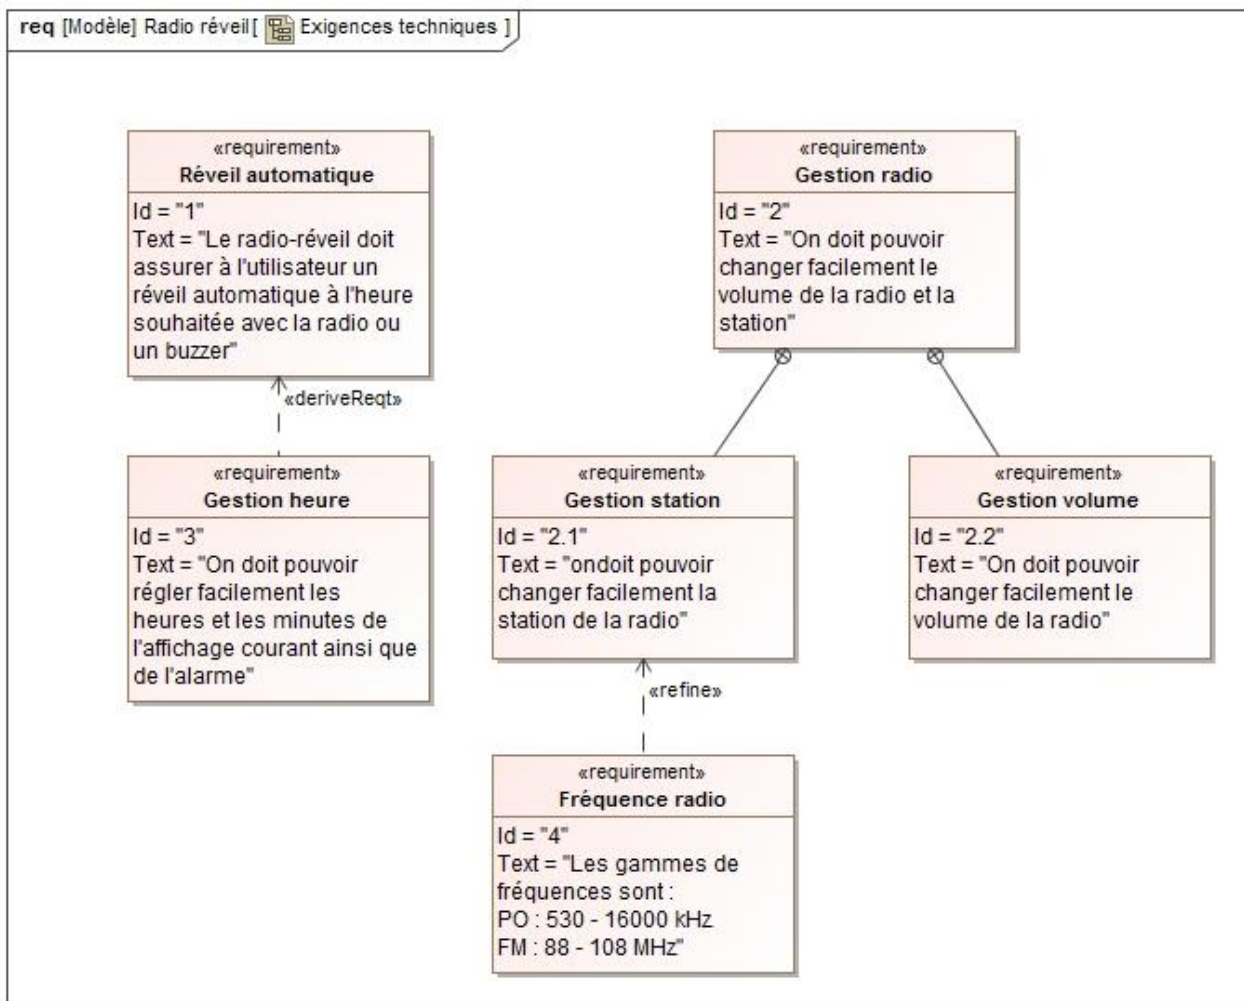 req [Modèle] Radio réveil[ Exigences techniques ]
«requirement»
Réveil automatique
Id = "1"
Text = "Le radio-réveil doit
assurer à l'utilisateur un
réveil automatique à l'heure
souhaitée avec la radio ou
un buzzer"
«requirement»
Gestion radio
Id = "2"
Text = "On doit pouvoir
changer facilement le
volume de la radio et la
station"
«deriveReqt»
«requirement»
Gestion heure
Id = "3"
Text = "On doit pouvoir
régler facilement les
heures et les minutes de
l'affichage courant ainsi que
de l'alarme"
«requirement»
Gestion station
Id = "2.1"
Text = "ondoit pouvoir
changer facilement la
station de la radio"
«requirement»
Gestion volume
Id = "2.2"
Text = "On doit pouvoir
changer facilement le
volume de la radio"
«refine»
«requirement»
Fréquence radio
Id = "4"
Text = "Les gammes de
fréquences sont :
PO : 530 - 16000 kHz
FM : 88 - 108 MHz"